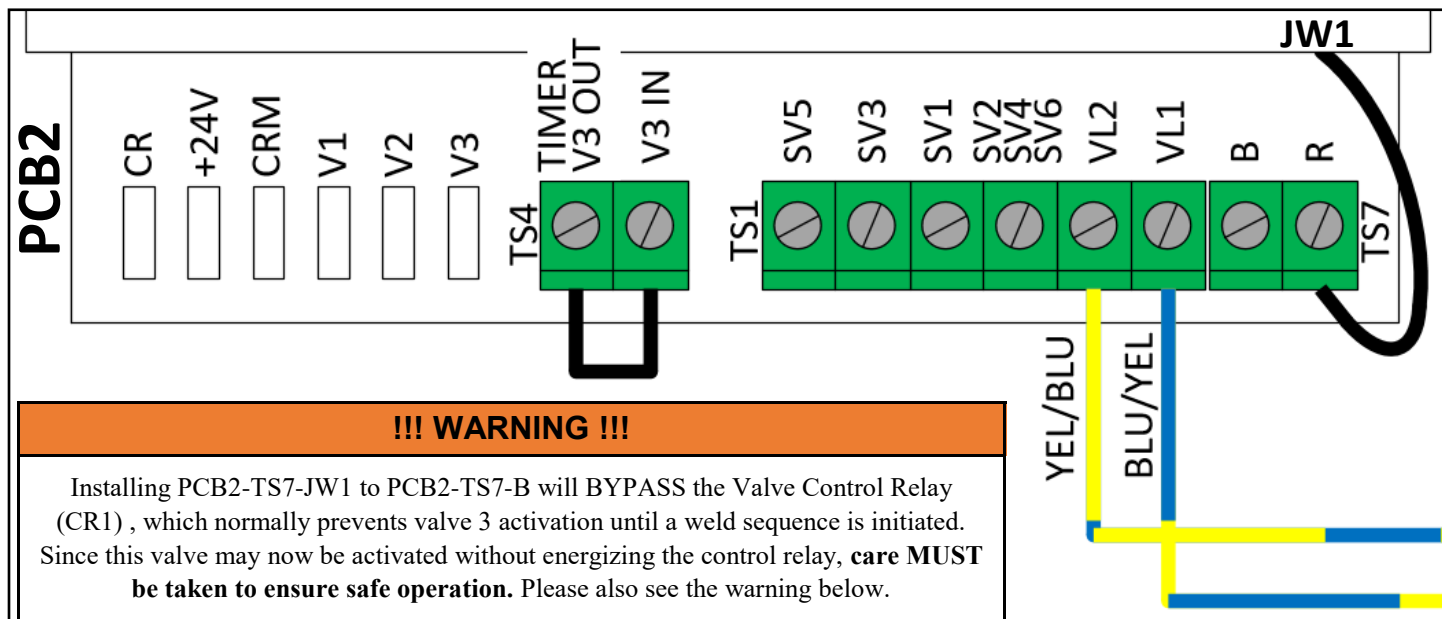 JW1
PCB2
CR
+24V
CRM
V1
V2
V3
TIMER
V3 OUT
V3 IN
SV5
SV3
SV1
SV2
SV4
SV6
VL2
VL1
B
R
TS4
TS1
TS7
YEL/BLU
BLU/YEL
!!! WARNING !!!
Installing PCB2-TS7-JW1 to PCB2-TS7-B will BYPASS the Valve Control Relay
(CR1) , which normally prevents valve 3 activation until a weld sequence is initiated.
Since this valve may now be activated without energizing the control relay, care MUST
be taken to ensure safe operation. Please also see the warning below.